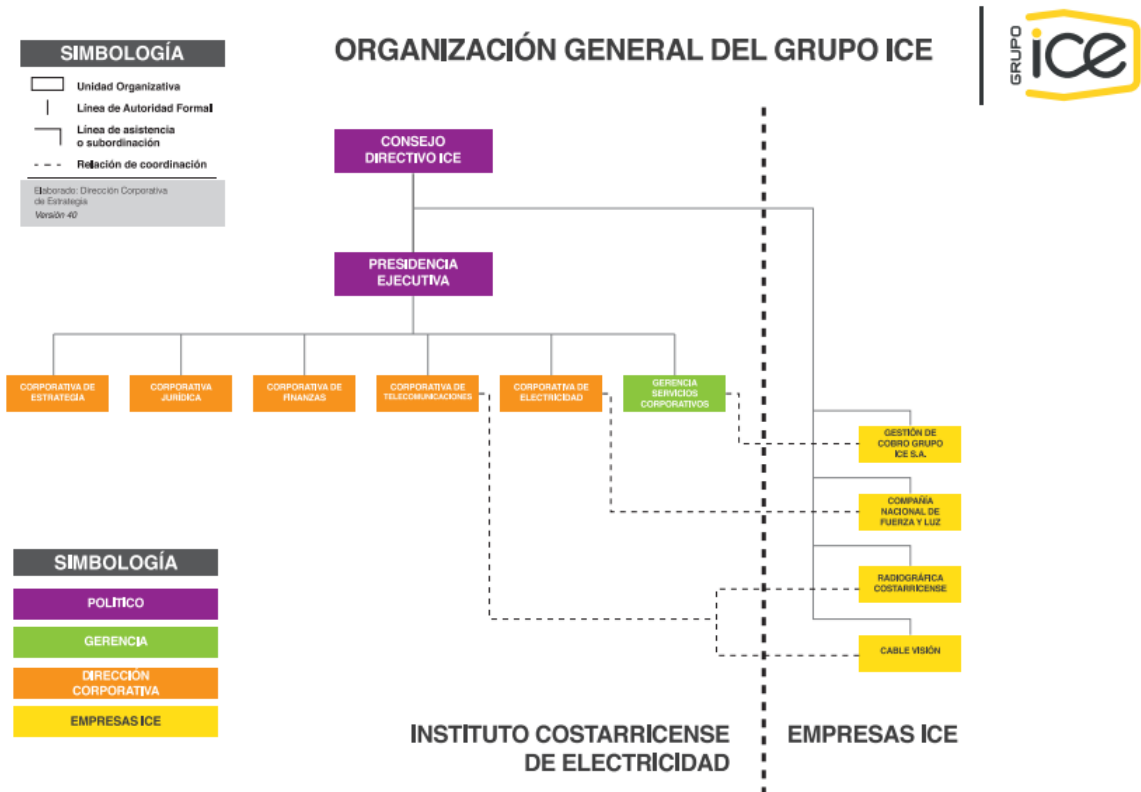 ORGANIZACIÓN GENERAL DEL GRUPO ICE
GRUPO
ice
SIMBOLOGÍA
Unidad Organizativa
Línea de Autoridad Formal
Línea de asistencia
o subordinación
Relación de coordinación
Elaborado: Dirección Corporativa
de Estrategia
Versión 40
CONSEJO
DIRECTIVO ICE
PRESIDENCIA
EJECUTIVA
CORPORATIVA DE
ESTRATEGIA
CORPORATIVA
JURÍDICA
CORPORATIVA DE
FINANZAS
CORPORATIVA DE
TELECOMUNICACIONES
CORPORATIVA DE
ELECTRICIDAD
GERENCIA
SERVICIOS
CORPORATIVOS
GESTIÓN DE
COBRO GRUPO
ICE S.A.
COMPAÑÍA
NACIONAL DE
FUERZA Y LUZ
RADIOGRÁFICA
COSTARRICENSE
CABLE VISIÓN
SIMBOLOGÍA
POLÍTICO
GERENCIA
DIRECCIÓN
CORPORATIVA
EMPRESAS ICE
INSTITUTO COSTARRICENSE
DE ELECTRICIDAD
EMPRESAS ICE